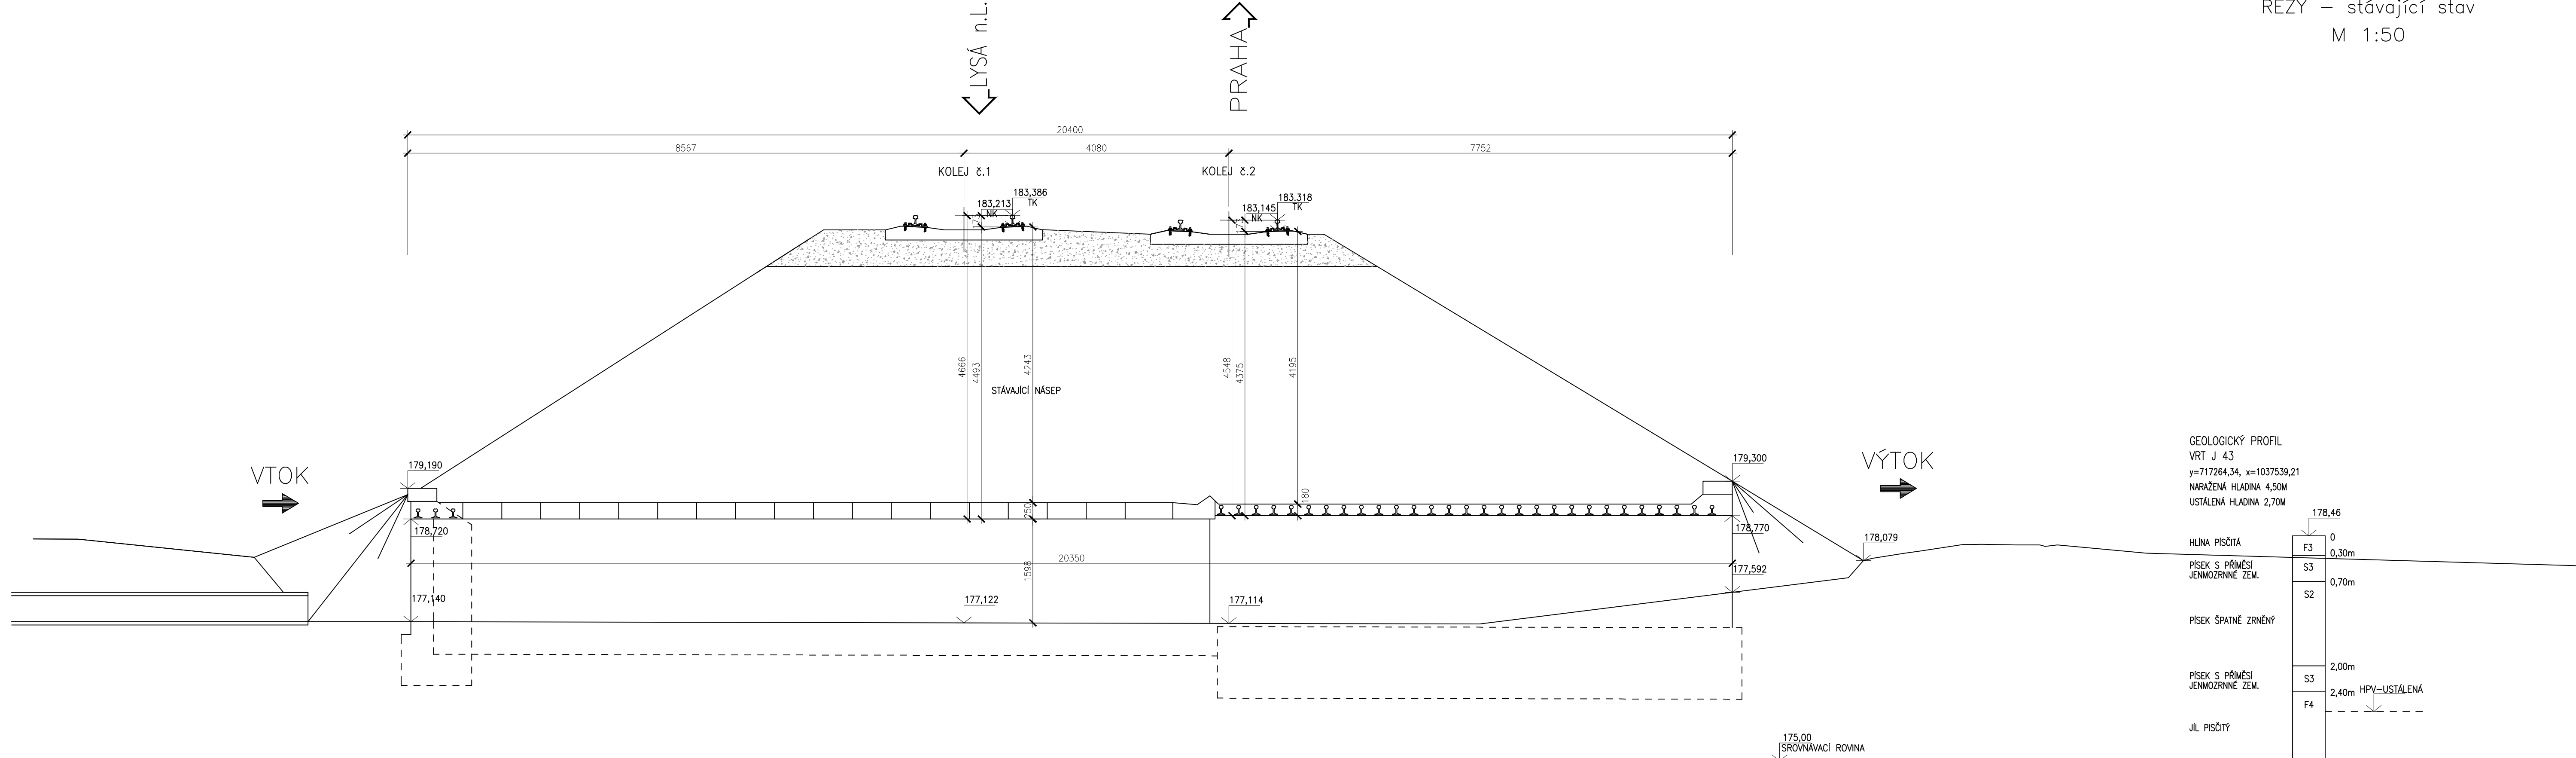 ŘEZY – stávající stav
M 1:50
LYSÁ n.L.
PRAHA
20400
8567
4080
7752
KOLEJ č.1
KOLEJ č.2
183,386
TK
183,213
NK
183,318
TK
183,145
NK
4666
4493
4243
4548
4375
4195
STÁVAJÍCÍ NÁSEP
VTOK
179,190
179,300
VÝTOK
250
180
178,720
178,770
178,079
20350
1598
177,592
177,140
177,122
177,114
175,00
SROVNÁVACÍ ROVINA
GEOLOGICKÝ PROFIL
VRT J 43
y=717264,34, x=1037539,21
NARAŽENÁ HLADINA 4,50M
USTÁLENÁ HLADINA 2,70M
178,46
0
HLÍNA PÍSČITÁ
F3
0,30m
PÍSEK S PŘÍMĚSÍ
JENMOZRNNÉ ZEM.
S3
0,70m
S2
PÍSEK ŠPATNĚ ZRNĚNÝ
2,00m
PÍSEK S PŘÍMĚSÍ
JENMOZRNNÉ ZEM.
S3
2,40m
HPV-USTÁLENÁ
F4
JÍL PISČITÝ